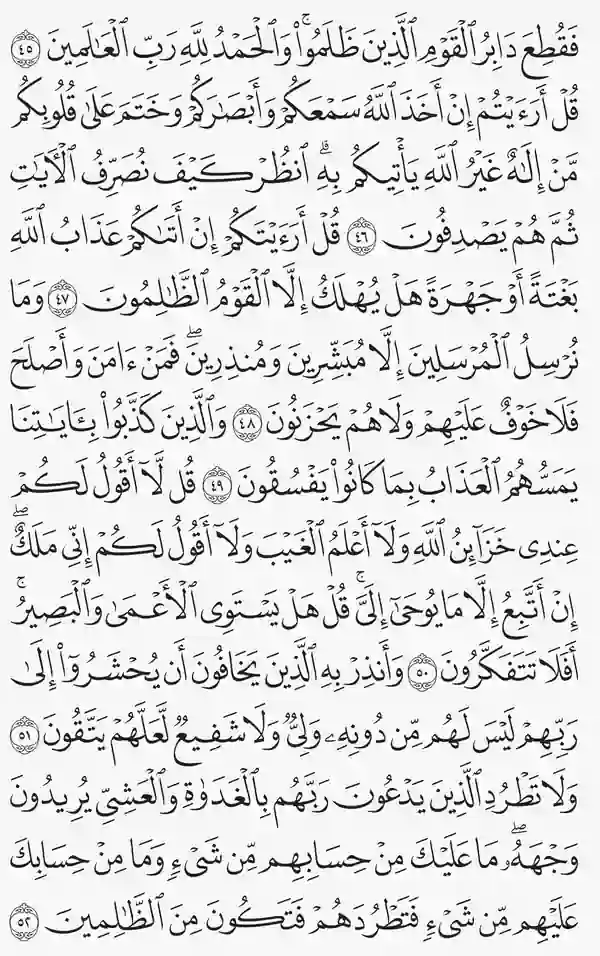 فَقُطِعَ دَابِرُ ٱلْقَوْمِ ٱلَّذِينَ ظَلَمُوا۟ ۚ وَٱلْحَمْدُ لِلَّهِ رَبِّ ٱلْعَـٰلَمِينَ ٤٥
قُلْ أَرَءَيْتُمْ إِنْ أَخَذَ ٱللَّهُ سَمْعَكُمْ وَأَبْصَـٰرَكُمْ وَخَتَمَ عَلَىٰ قُلُوبِكُم
مَّنْ إِلَـٰهٌ غَيْرُ ٱللَّهِ يَأْتِيكُم بِهِ ۗ ٱنظُرْ كَيْفَ نُصَرِّفُ ٱلْـَٔايَـٰتِ
ثُمَّ هُمْ يَصْدِفُونَ ٤٦ قُلْ أَرَءَيْتَكُمْ إِنْ أَتَىٰكُمْ عَذَابُ ٱللَّهِ
بَغْتَةً أَوْ جَهْرَةً هَلْ يُهْلَكُ إِلَّا ٱلْقَوْمُ ٱلظَّـٰلِمُونَ ٤٧ وَمَا
نُرْسِلُ ٱلْمُرْسَلِينَ إِلَّا مُبَشِّرِينَ وَمُنذِرِينَ ۖ فَمَنْ ءَامَنَ وَأَصْلَحَ
فَلَا خَوْفٌ عَلَيْهِمْ وَلَا هُمْ يَحْزَنُونَ ٤٨ وَٱلَّذِينَ كَذَّبُوا۟ بِـَٔايَـٰتِنَا
يَمَسُّهُمُ ٱلْعَذَابُ بِمَا كَانُوا۟ يَفْسُقُونَ ٤٩ قُل لَّآ أَقُولُ لَكُمْ
عِندِى خَزَآئِنُ ٱللَّهِ وَلَآ أَعْلَمُ ٱلْغَيْبَ وَلَآ أَقُولُ لَكُمْ إِنِّى مَلَكٌ ۖ
إِنْ أَتَّبِعُ إِلَّا مَا يُوحَىٰٓ إِلَىَّ ۚ قُلْ هَلْ يَسْتَوِى ٱلْأَعْمَىٰ وَٱلْبَصِيرُ ۚ
أَفَلَا تَتَفَكَّرُونَ ٥٠ وَأَنذِرْ بِهِ ٱلَّذِينَ يَخَافُونَ أَن يُحْشَرُوٓا۟ إِلَىٰ
رَبِّهِمْ لَيْسَ لَهُم مِّن دُونِهِۦ وَلِىٌّ وَلَا شَفِيعٌ لَّعَلَّهُمْ يَتَّقُونَ ٥١
وَلَا تَطْرُدِ ٱلَّذِينَ يَدْعُونَ رَبَّهُم بِٱلْغَدَوٰةِ وَٱلْعَشِىِّ يُرِيدُونَ
وَجْهَهُۥ ۖ مَا عَلَيْكَ مِنْ حِسَابِهِم مِّن شَىْءٍ وَمَا مِنْ حِسَابِكَ
عَلَيْهِم مِّن شَىْءٍ فَتَطْرُدَهُمْ فَتَكُونَ مِنَ ٱلظَّـٰلِمِينَ ٥٢